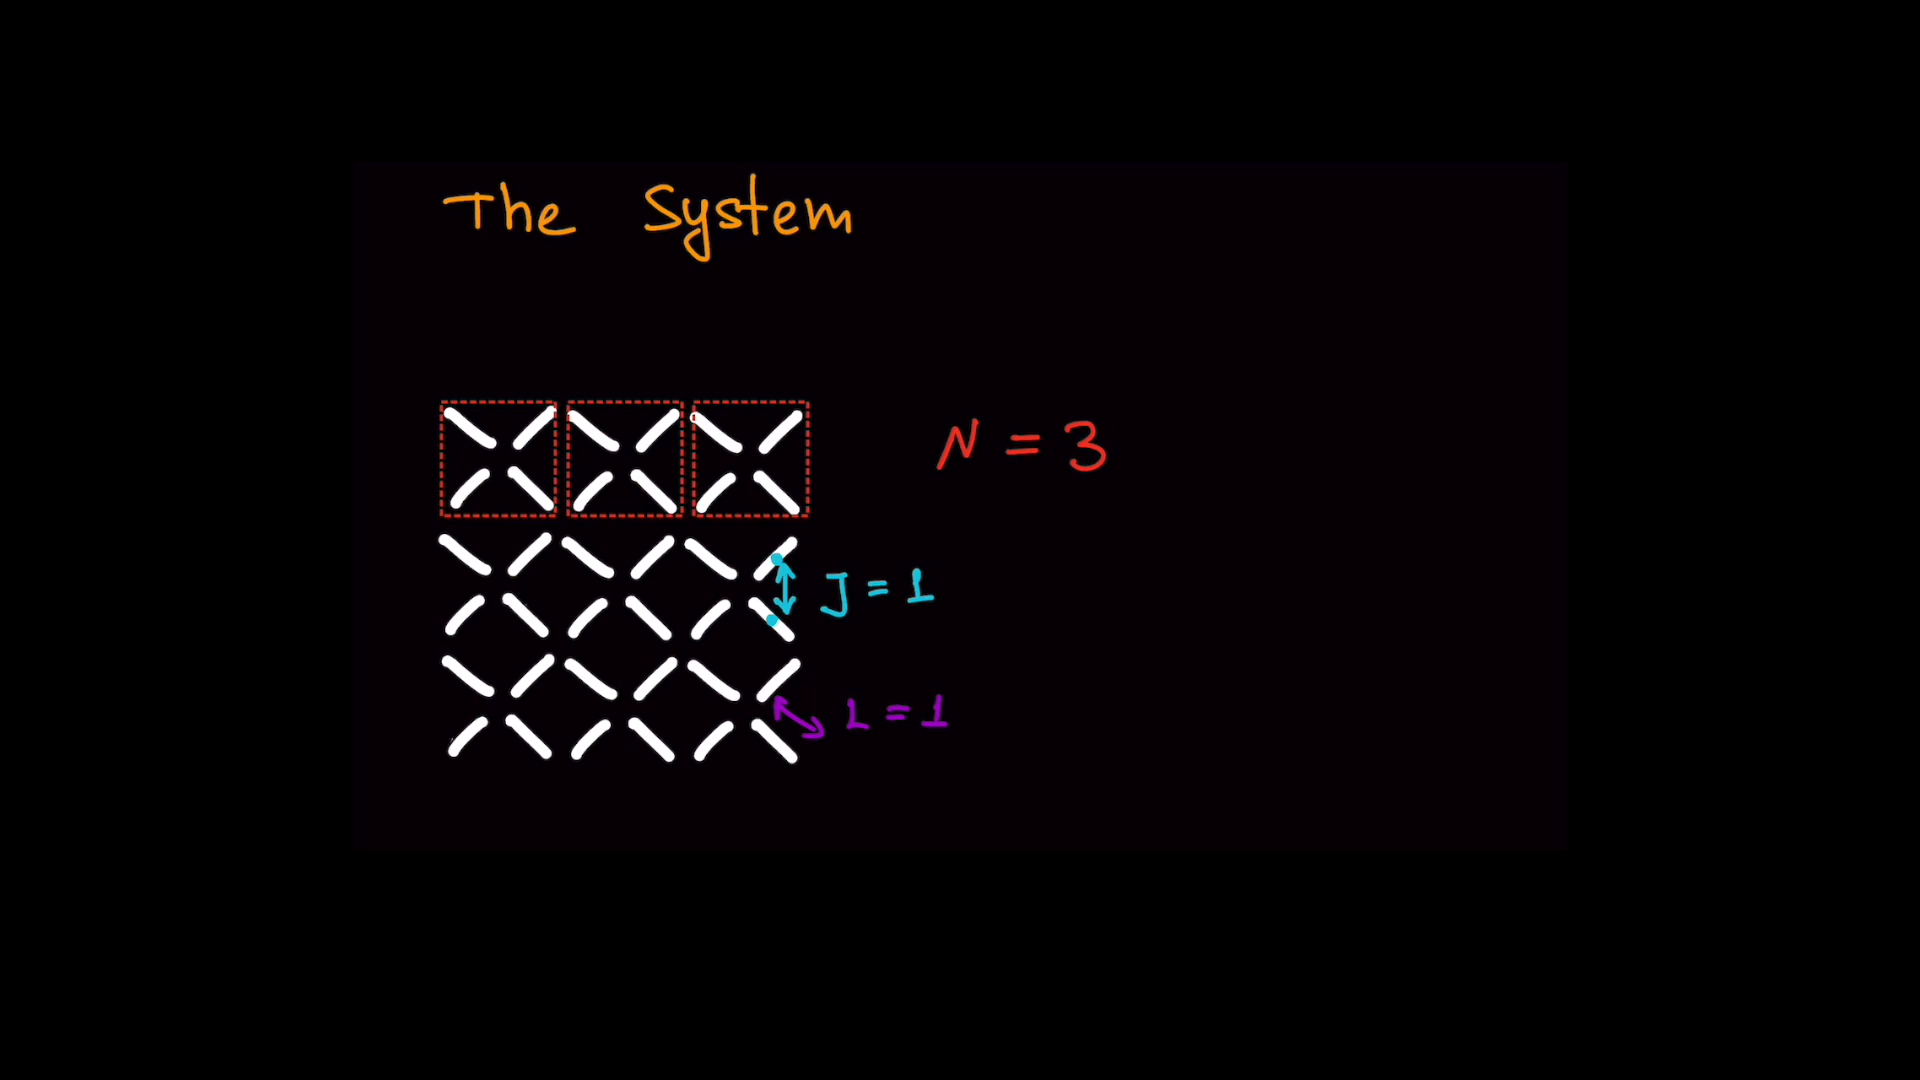 The System
N = 3
J = 1
L = 1